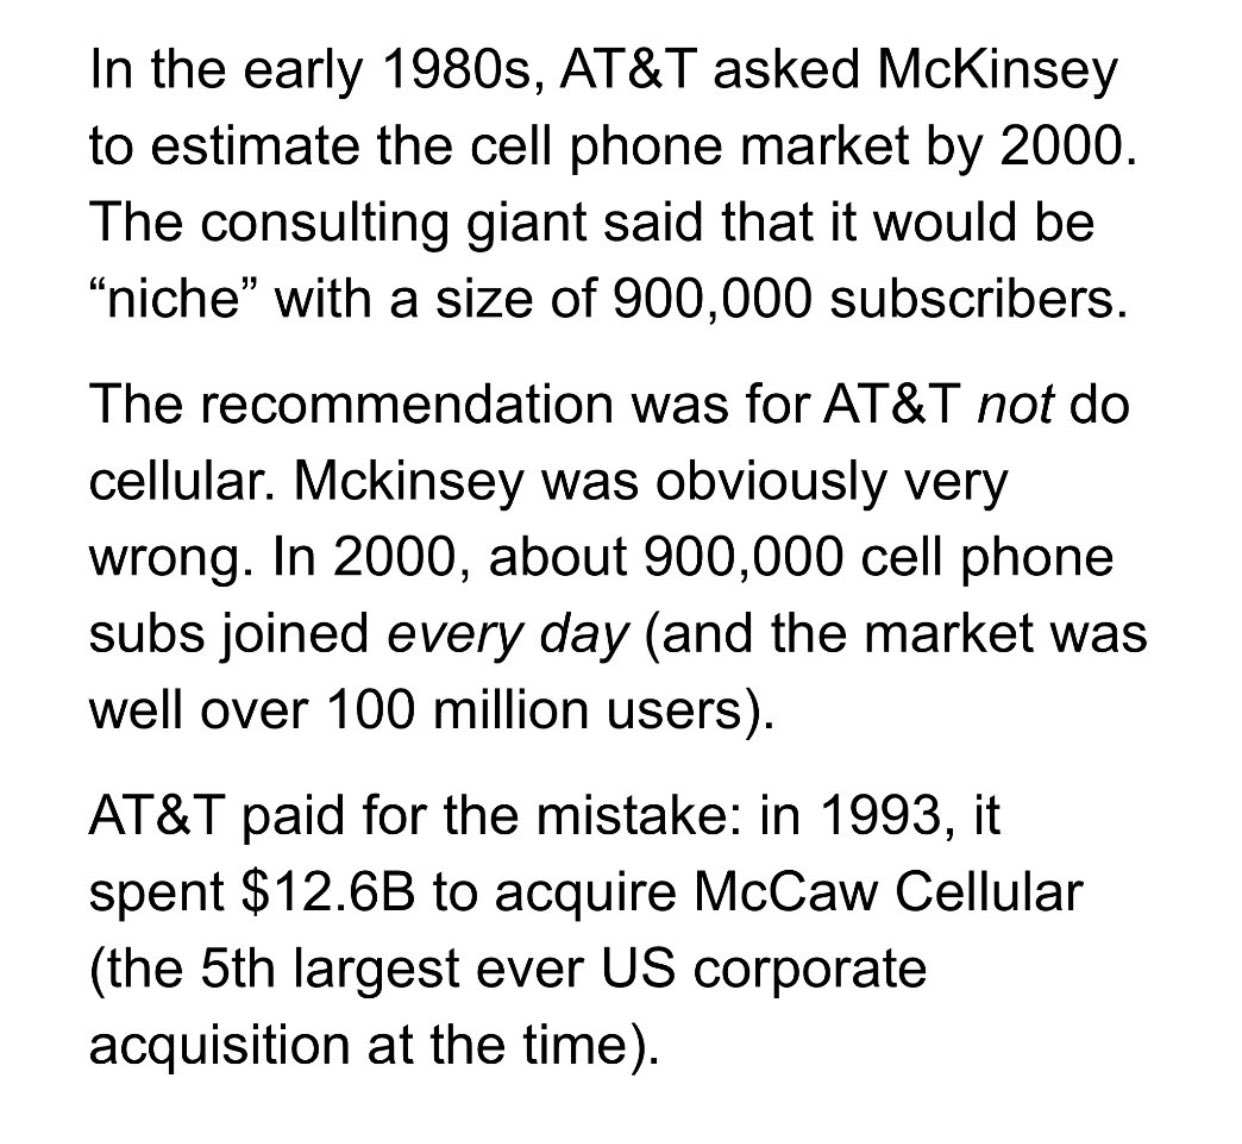 In the early 1980s, AT&T asked McKinsey
to estimate the cell phone market by 2000.
The consulting giant said that it would be
“niche” with a size of 900,000 subscribers.
The recommendation was for AT&T not do
cellular. Mckinsey was obviously very
wrong. In 2000, about 900,000 cell phone
subs joined every day (and the market was
well over 100 million users).
AT&T paid for the mistake: in 1993, it
spent $12.6B to acquire McCaw Cellular
(the 5th largest ever US corporate
acquisition at the time).